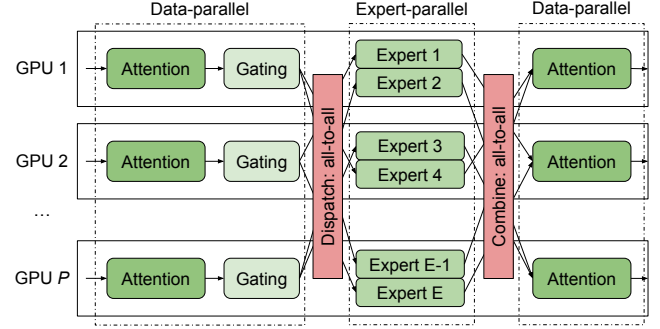 Data-parallel Expert-parallel Data-parallel
GPU 1 Attention Gating Expert 1 Attention
Expert 2
GPU 2 Attention Gating Expert 3 Attention
Expert 4
...
GPU P Attention Gating Expert E-1 Attention
Expert E
Dispatch: all-to-all
Combine: all-to-all